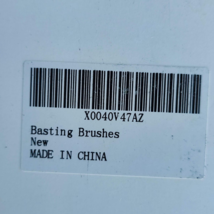 X0040V47AZ
Basting Brushes
New
MADE IN CHINA